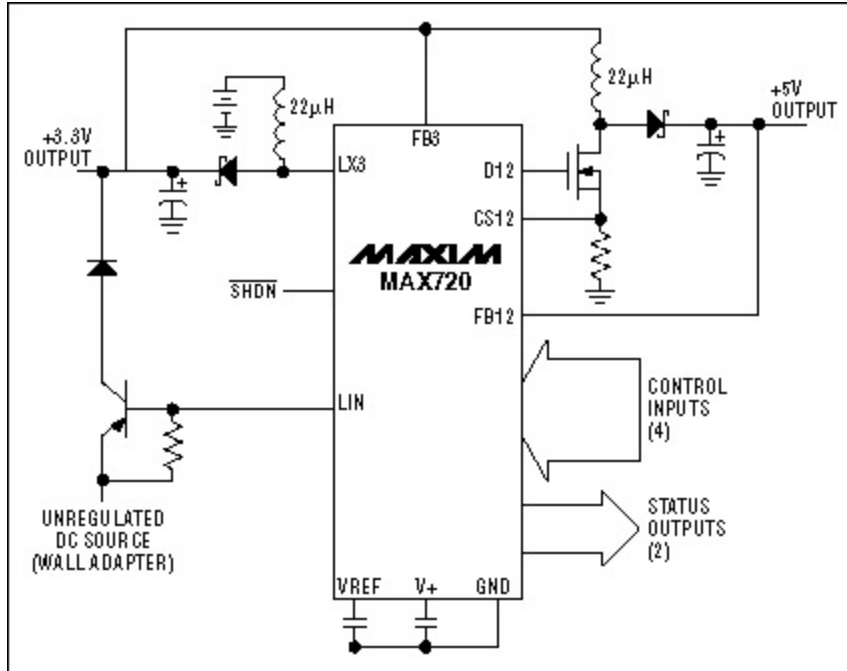 22µH
22µH
+5V
OUTPUT
+3.3V
OUTPUT
FB3
LX3
D12
CS12
MAXIM
MAX720
SHDN
FB12
LIN
CONTROL
INPUTS
(4)
UNREGULATED
DC SOURCE
(WALL ADAPTER)
STATUS
OUTPUTS
(2)
VREF
V+
GND
+
+